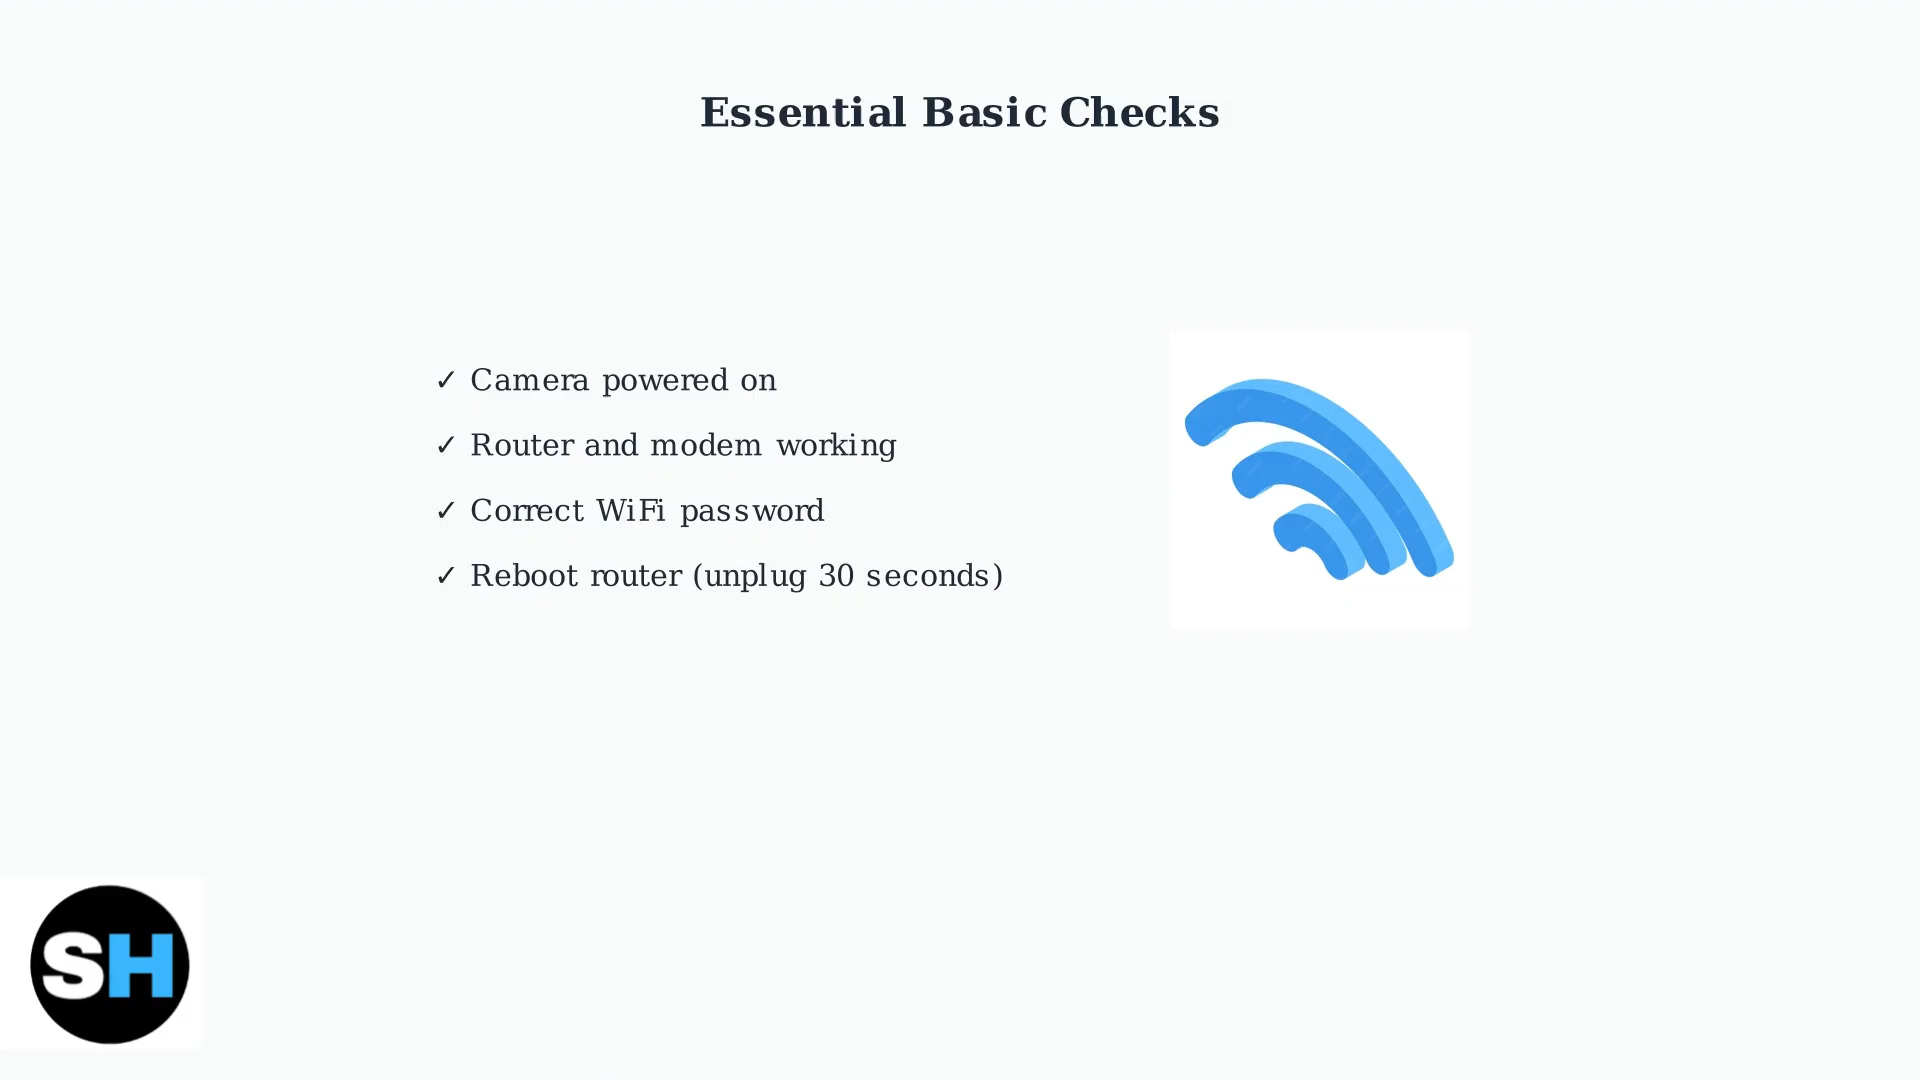 Essential Basic Checks
✓ Camera powered on
✓ Router and modem working
✓ Correct WiFi password
✓ Reboot router (unplug 30 seconds)
SH